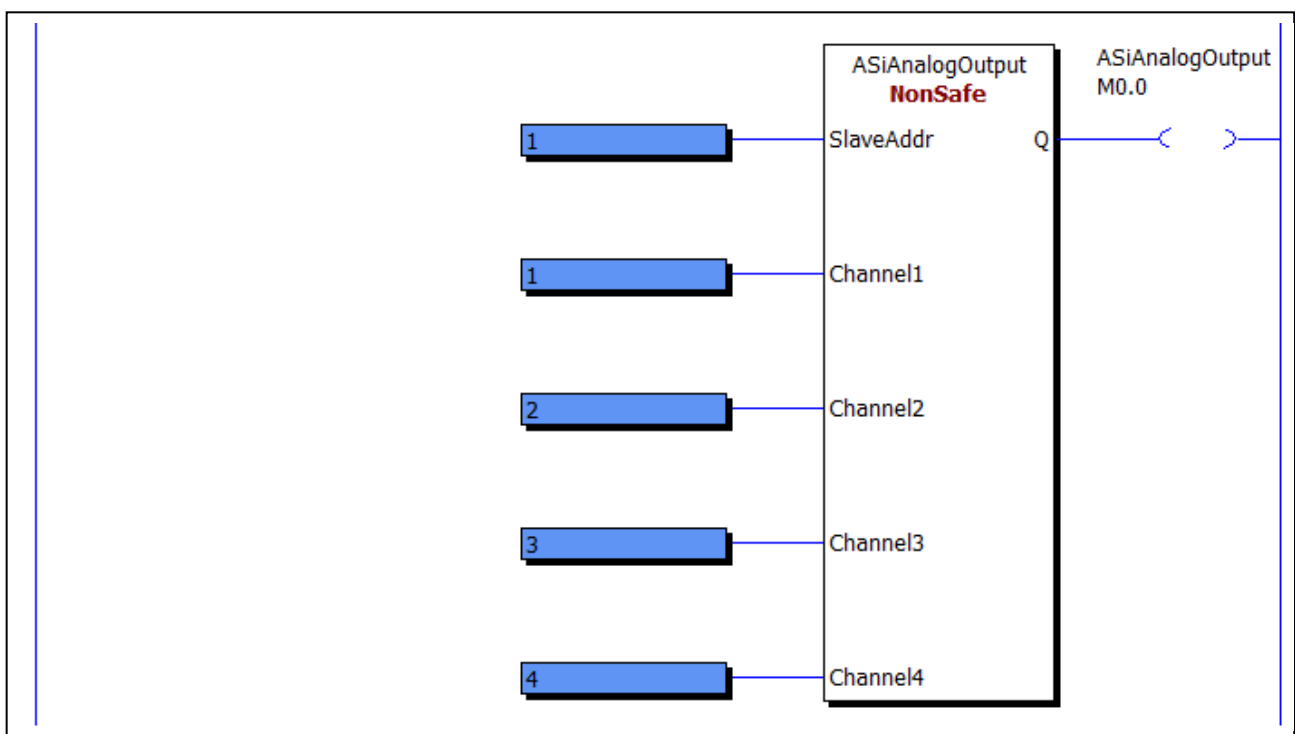 ASiAnalogOutput
NonSafe
ASiAnalogOutput
M0.0
1
SlaveAddr
Q
1
Channel1
2
Channel2
3
Channel3
4
Channel4